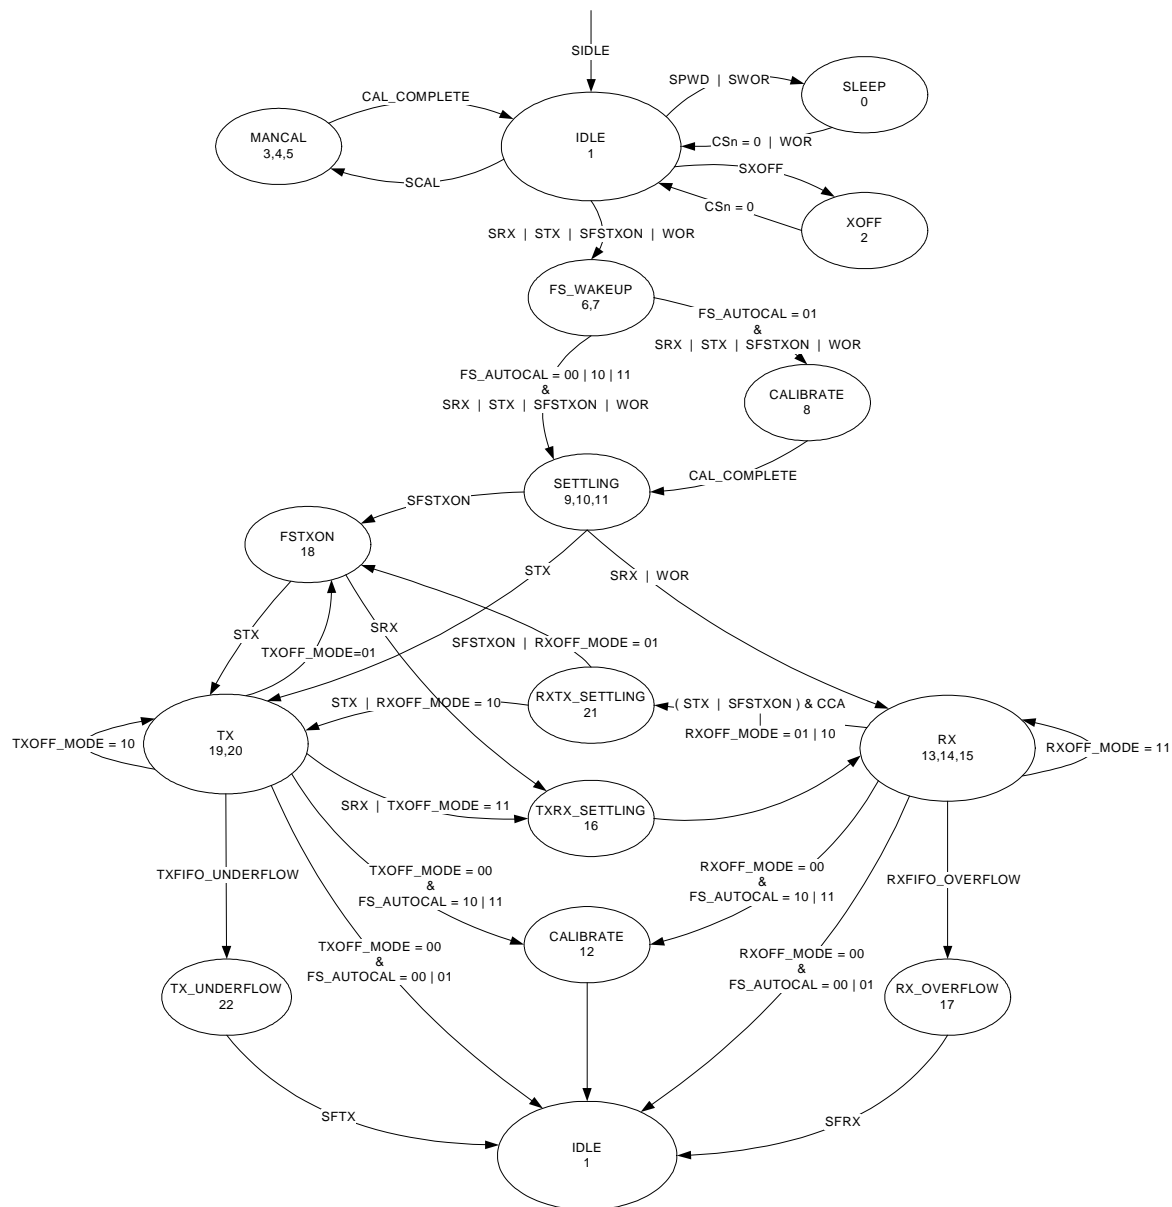 SIDLE
SPWD | SWOR
SLEEP
0
CAL_COMPLETE
IDLE
1
MANCAL
3,4,5
CSn = 0 | WOR
SXOFF
SCAL
CSn = 0
XOFF
2
SRX | STX | SFSTXON | WOR
FS_WAKEUP
6,7
FS_AUTOCAL = 01
&
SRX | STX | SFSTXON | WOR
FS_AUTOCAL = 00 | 10 | 11
&
SRX | STX | SFSTXON | WOR
CALIBRATE
8
CAL_COMPLETE
SETTLING
9,10,11
SFSTXON
FSTXON
18
STX
SRX | WOR
STX
SRX
TXOFF_MODE=01
SFSTXON | RXOFF_MODE = 01
RXTX_SETTLING
21
STX | RXOFF_MODE = 10
( STX | SFSTXON ) & CCA
|
RXOFF_MODE = 01 | 10
TXOFF_MODE = 10
TX
19,20
RX
13,14,15
RXOFF_MODE = 11
SRX | TXOFF_MODE = 11
TXRX_SETTLING
16
TXFIFO_UNDERFLOW
TXOFF_MODE = 00
&
FS_AUTOCAL = 10 | 11
RXOFF_MODE = 00
&
FS_AUTOCAL = 10 | 11
RXFIFO_OVERFLOW
CALIBRATE
12
TXOFF_MODE = 00
&
FS_AUTOCAL = 00 | 01
RXOFF_MODE = 00
&
FS_AUTOCAL = 00 | 01
TX_UNDERFLOW
22
RX_OVERFLOW
17
SFTX
SFRX
IDLE
1